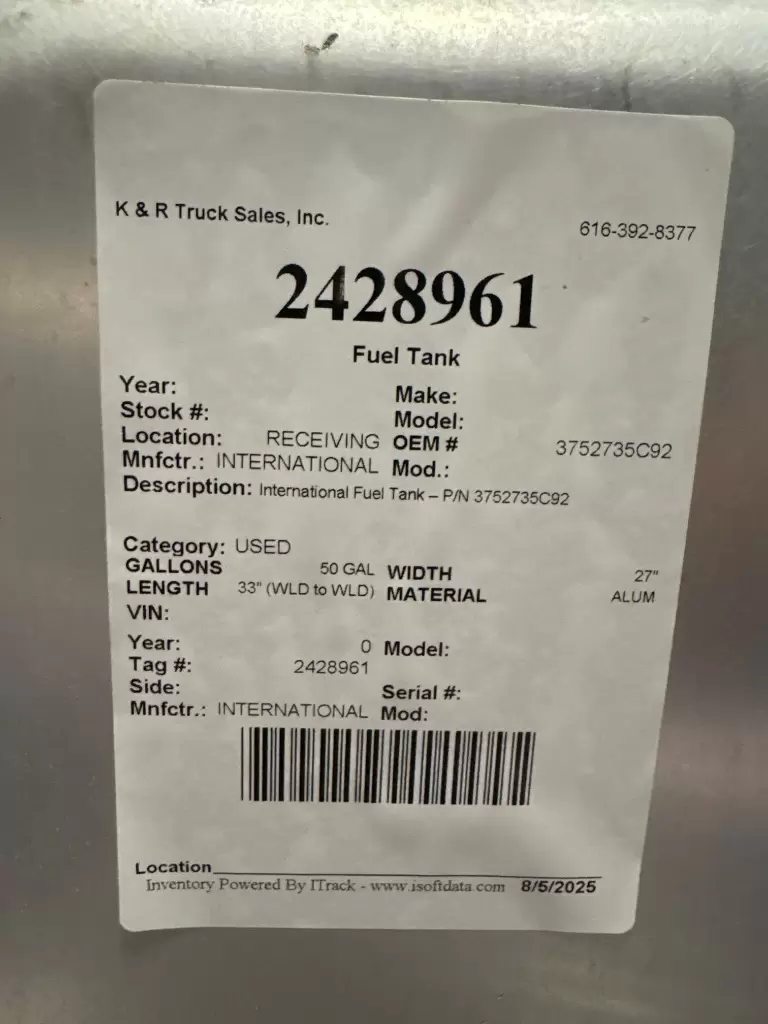 K & R Truck Sales, Inc. 616-392-8377
2428961
Fuel Tank
Year: Make:
Stock #: Model:
Location: RECEIVING OEM # 3752735C92
Mnfctr.: INTERNATIONAL Mod.:
Description: International Fuel Tank – P/N 3752735C92
Category: USED
GALLONS 50 GAL WIDTH 27"
LENGTH 33" (WLD to WLD) MATERIAL ALUM
VIN:
Year: 0 Model:
Tag #: 2428961
Side: Serial #:
Mnfctr.: INTERNATIONAL Mod:
Location
Inventory Powered By ITrack - www.isoftdata.com 8/5/2025